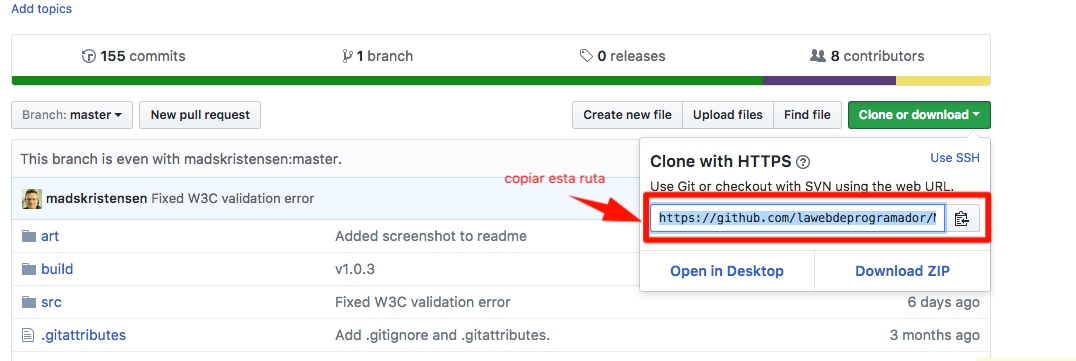 Add topics
155 commits 1 branch 0 releases 8 contributors
Branch: master New pull request Create new file Upload files Find file Clone or download
This branch is even with madskristensen:master.
Clone with HTTPS Use SSH
madskristensen Fixed W3C validation error
copiar esta ruta
Use Git or checkout with SVN using the web URL.
https://github.com/lawebdeprogramador/
art Added screenshot to readme
build v1.0.3
Open in Desktop Download ZIP
src Fixed W3C validation error 6 days ago
.gitattributes Add .gitignore and .gitattributes. 3 months ago